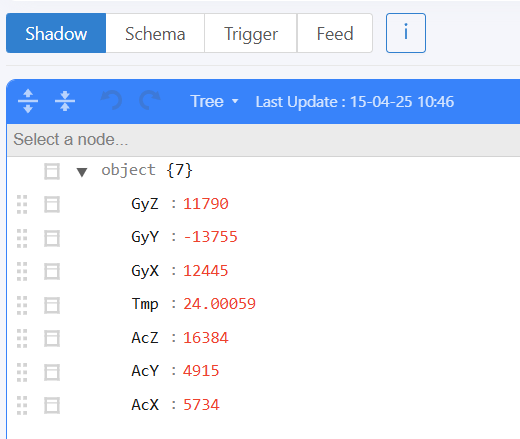 Shadow Schema Trigger Feed i
Tree Last Update : 15-04-25 10:46
Select a node...
object {7}
GyZ : 11790
GyY : -13755
GyX : 12445
Tmp : 24.00059
AcZ : 16384
AcY : 4915
AcX : 5734